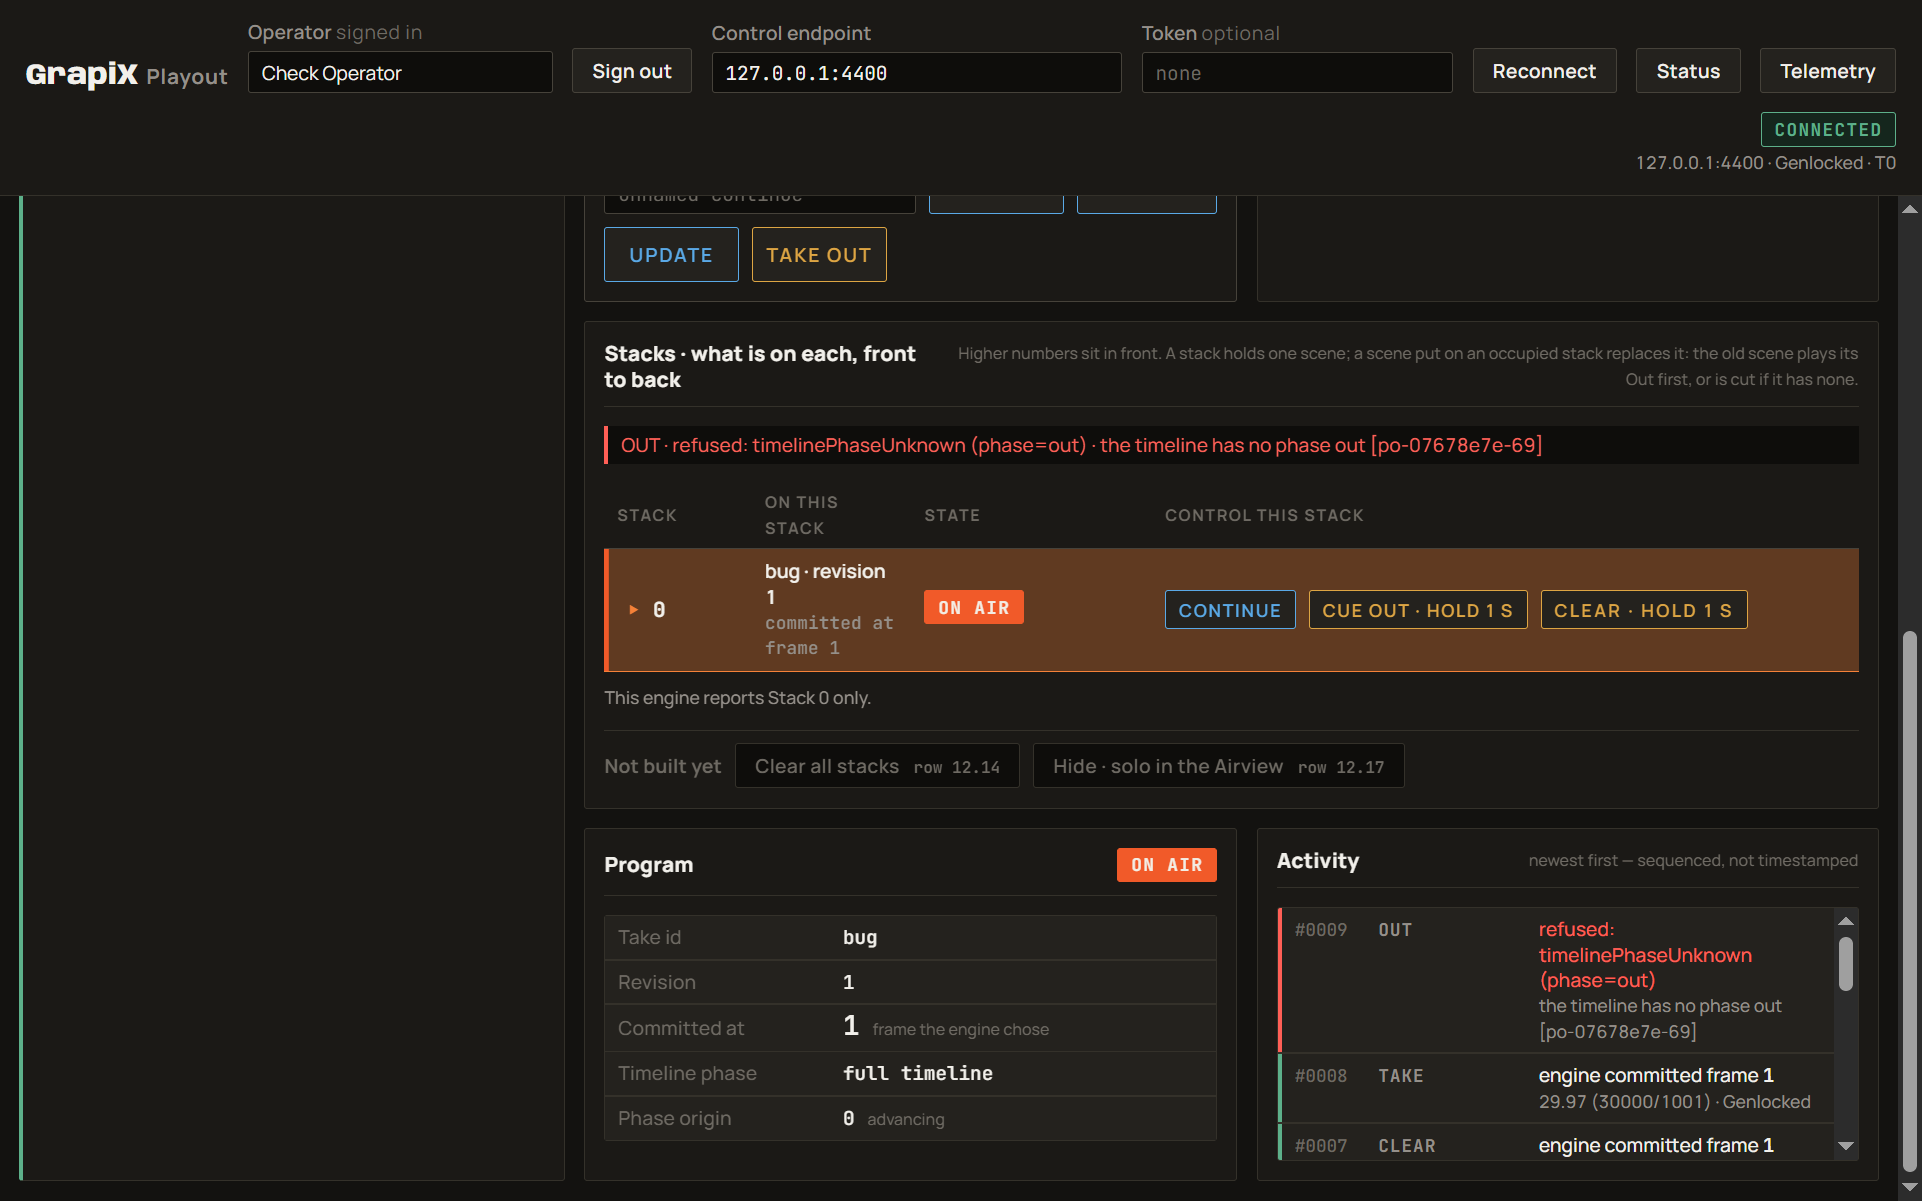 GrapiX Playout
Operator signed in
Check Operator
Sign out
Control endpoint
127.0.0.1:4400
Token optional
none
Reconnect
Status
Telemetry
CONNECTED
127.0.0.1:4400 · Genlocked · T0
unnamed continue
UPDATE
TAKE OUT
Stacks · what is on each, front
to back
Higher numbers sit in front. A stack holds one scene; a scene put on an occupied stack replaces it: the old scene plays its
Out first, or is cut if it has none.
OUT · refused: timelinePhaseUnknown (phase=out) · the timeline has no phase out [po-07678e7e-69]
STACK
ON THIS
STACK
STATE
CONTROL THIS STACK
▸ 0
bug · revision
1
committed at
frame 1
ON AIR
CONTINUE
CUE OUT · HOLD 1 S
CLEAR · HOLD 1 S
This engine reports Stack 0 only.
Not built yet
Clear all stacks row 12.14
Hide · solo in the Airview row 12.17
Program
ON AIR
Take id bug
Revision 1
Committed at 1 frame the engine chose
Timeline phase full timeline
Phase origin 0 advancing
Activity
newest first — sequenced, not timestamped
#0009 OUT refused:
timelinePhaseUnknown
(phase=out)
the timeline has no phase out
[po-07678e7e-69]
#0008 TAKE engine committed frame 1
29.97 (30000/1001) · Genlocked
#0007 CLEAR engine committed frame 1